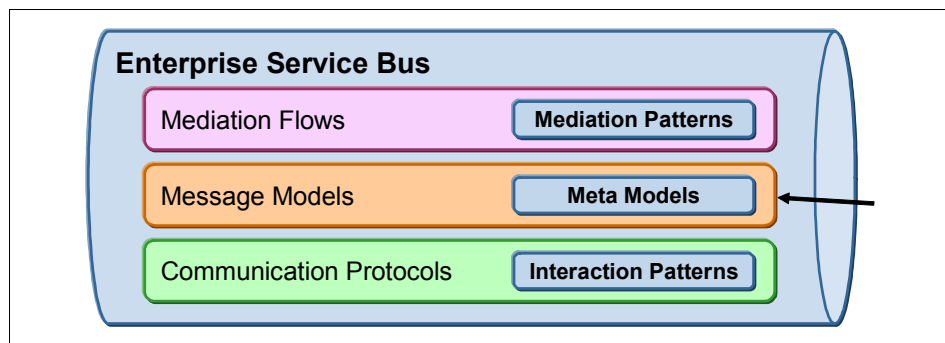 Enterprise Service Bus
Mediation Flows
Mediation Patterns
Message Models
Meta Models
Communication Protocols
Interaction Patterns